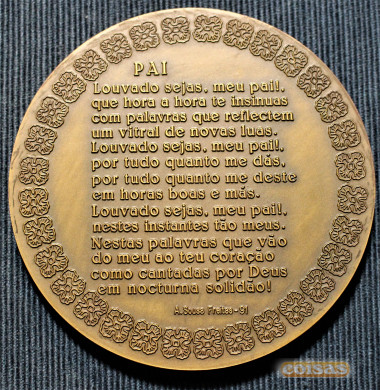 PAI
Louvado sejas, meu pai!,
que hora a hora te insinuas
com palavras que reflectem
um vitral de novas luas.
Louvado sejas, meu pai!,
por tudo quanto me dás,
por tudo quanto me deste
em horas boas e más.
Louvado sejas, meu pai!,
nestes instantes tão meus.
Nestas palavras que vão
do meu ao teu coração
como cantadas por Deus
em nocturna solidão!
A. Sousa Freitas - 91
coisas